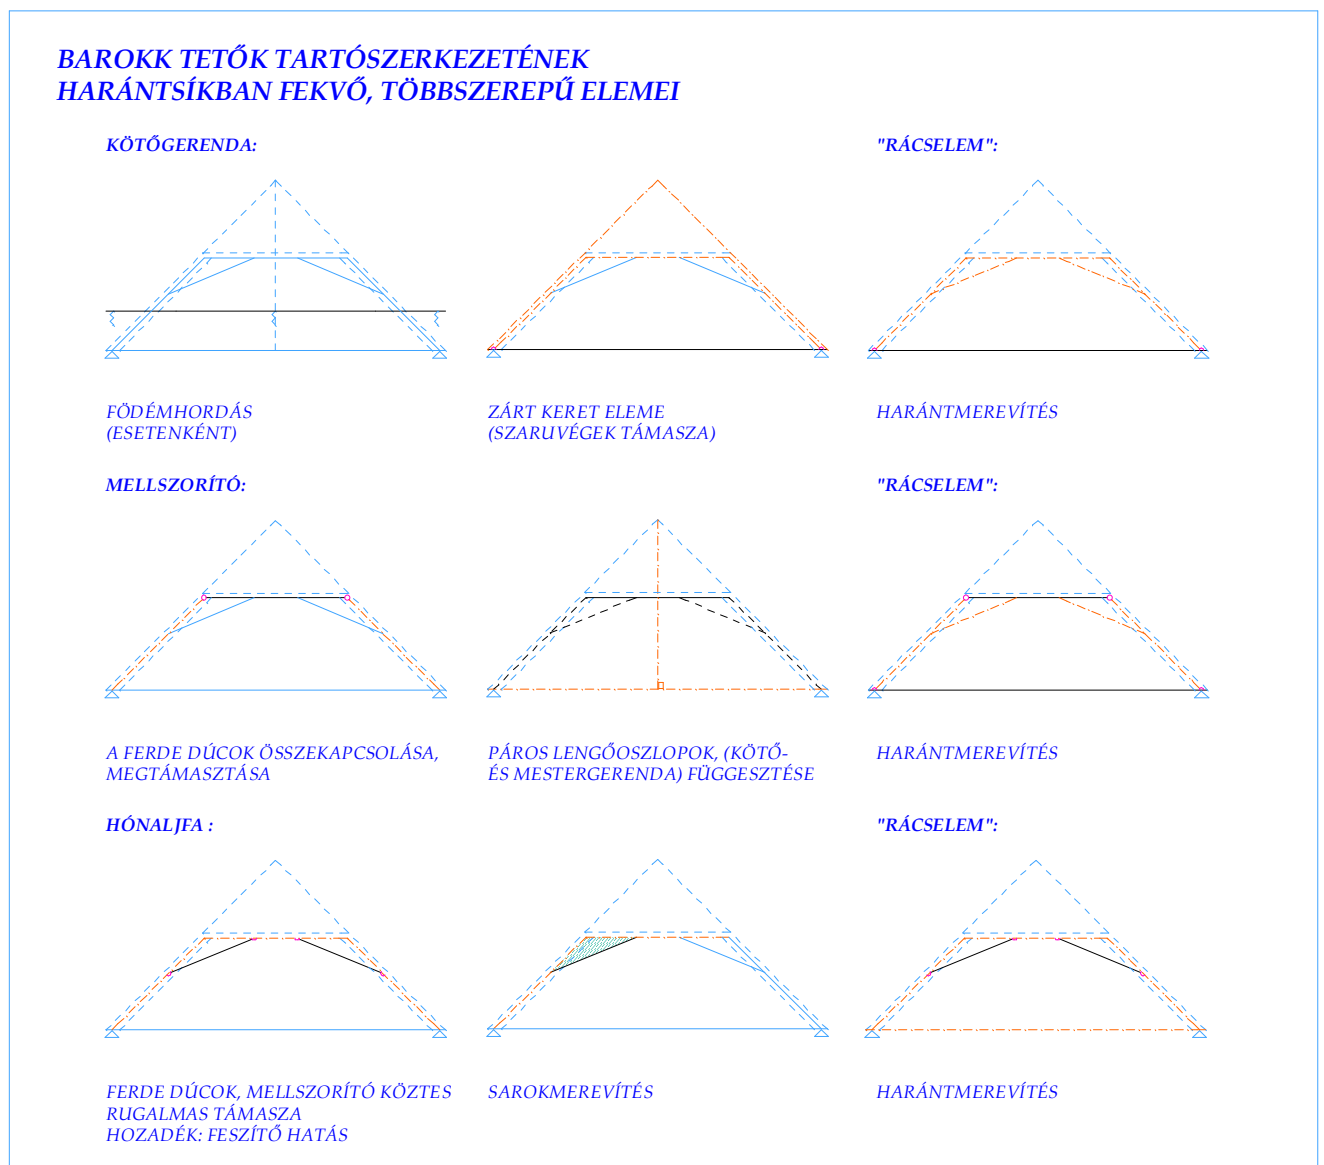 BAROKK TETŐK TARTÓSZERKEZETÉNEK
HARÁNTSÍKBAN FEKVŐ, TÖBBSZEREPŰ ELEMEI
KÖTŐGERENDA:
"RÁCSELEM":
FÖDÉMHORDÁS
(ESETENKÉNT)
ZÁRT KERET ELEME
(SZARUVÉGEK TÁMASZA)
HARÁNTMEREVÍTÉS
MELLSZORÍTÓ:
"RÁCSELEM":
A FERDE DÚCOK ÖSSZEKAPCSOLÁSA,
MEGTÁMASZTÁSA
PÁROS LENGŐOSZLOPOK, (KÖTŐ-
ÉS MESTERGERENDA) FÜGGESZTÉSE
HARÁNTMEREVÍTÉS
HÓNALJFA :
"RÁCSELEM":
FERDE DÚCOK, MELLSZORÍTÓ KÖZTES
RUGALMAS TÁMASZA
HOZADÉK: FESZÍTŐ HATÁS
SAROKMEREVÍTÉS
HARÁNTMEREVÍTÉS